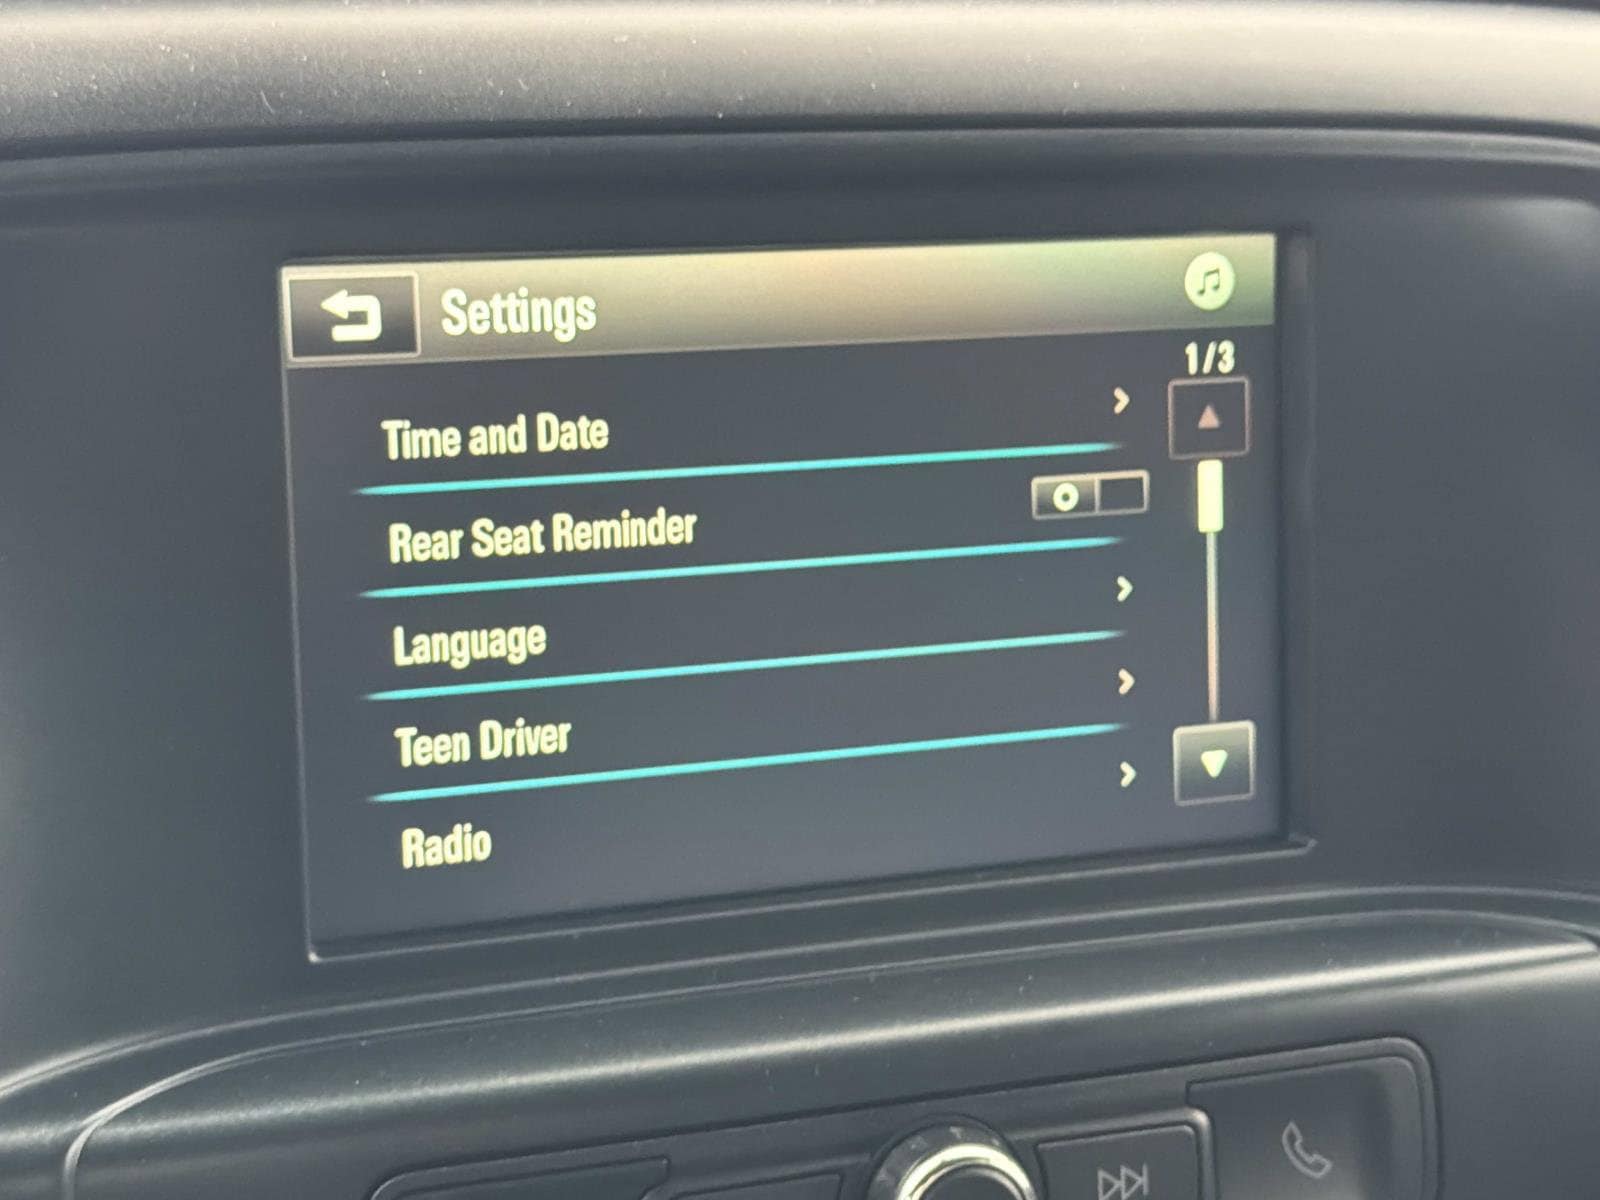 Settings
1/3
Time and Date
Rear Seat Reminder
Language
Teen Driver
Radio